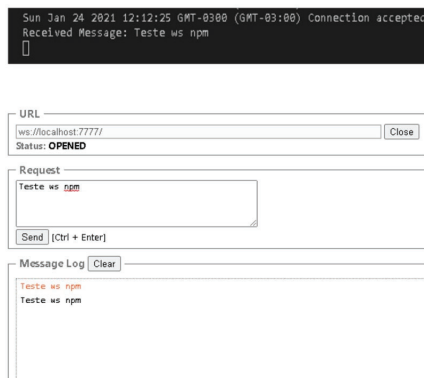 Sun Jan 24 2021 12:12:25 GMT-0300 (GMT-03:00) Connection accepted
Received Message: Teste ws npm
URL
ws://localhost:7777/ Close
Status: OPENED
Request
Teste ws npm
Send [Ctrl + Enter]
Message Log Clear
Teste ws npm
Teste ws npm